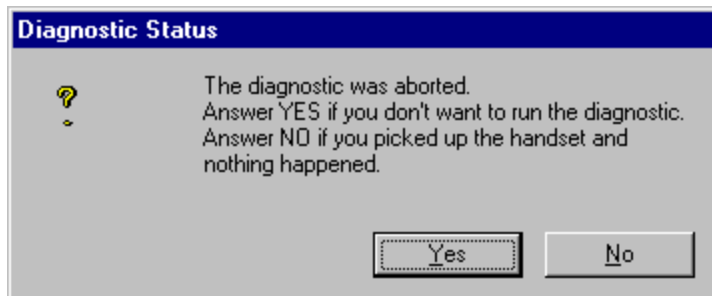 Diagnostic Status
The diagnostic was aborted.
Answer YES if you don't want to run the diagnostic.
Answer NO if you picked up the handset and
nothing happened.
Yes
No